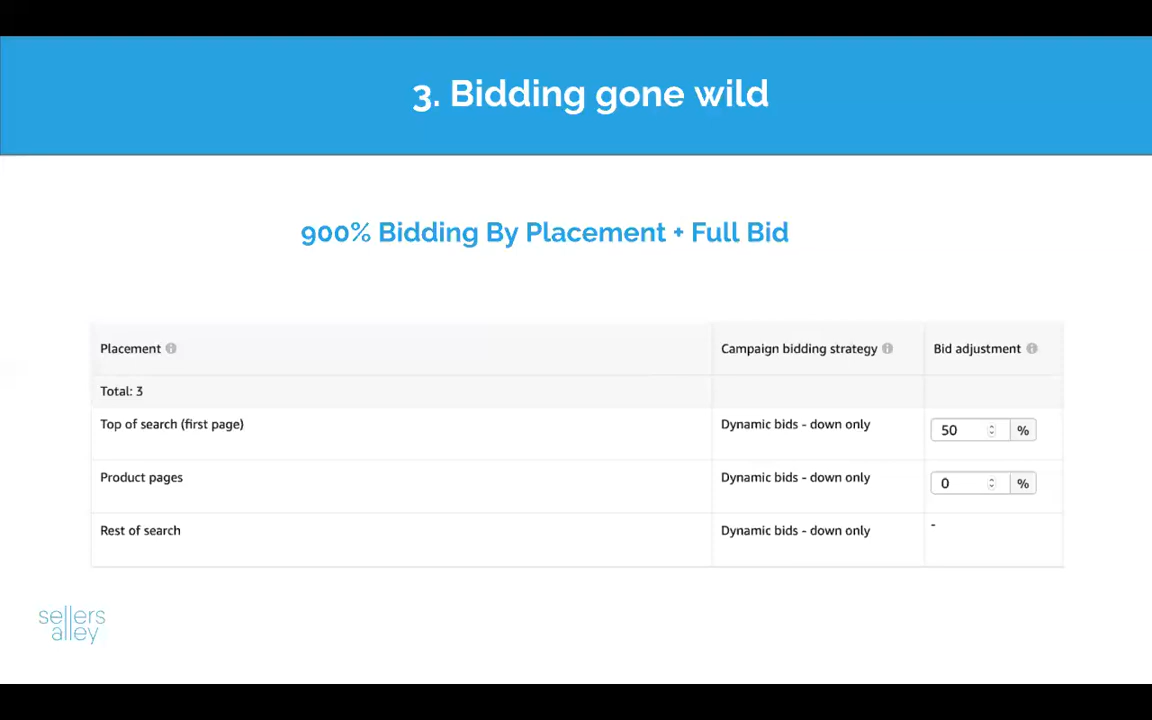 3. Bidding gone wild
900% Bidding By Placement + Full Bid
Placement Campaign bidding strategy Bid adjustment
Total: 3
Top of search (first page) Dynamic bids - down only 50 %
Product pages Dynamic bids - down only 0 %
Rest of search Dynamic bids - down only -
sellers
alley